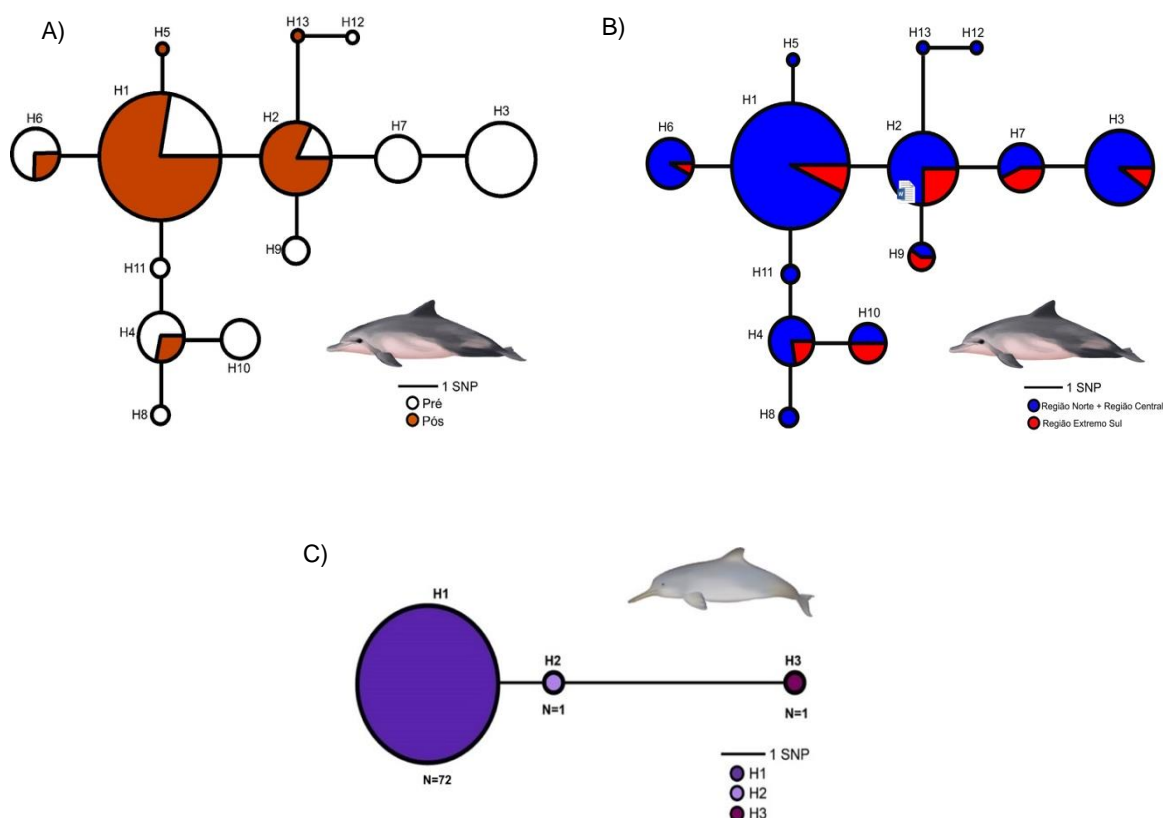 A)
H5
H1
H6
H13
H12
H2
H7
H3
H9
H11
H4
H10
H8
1 SNP
Pré
Pós
B)
H5
H1
H6
H13
H12
H2
H7
H3
W
H9
H11
H4
H10
H8
1 SNP
Região Norte + Região Central
Região Extremo Sul
C)
H1
N=72
H2
N=1
H3
N=1
1 SNP
H1
H2
H3